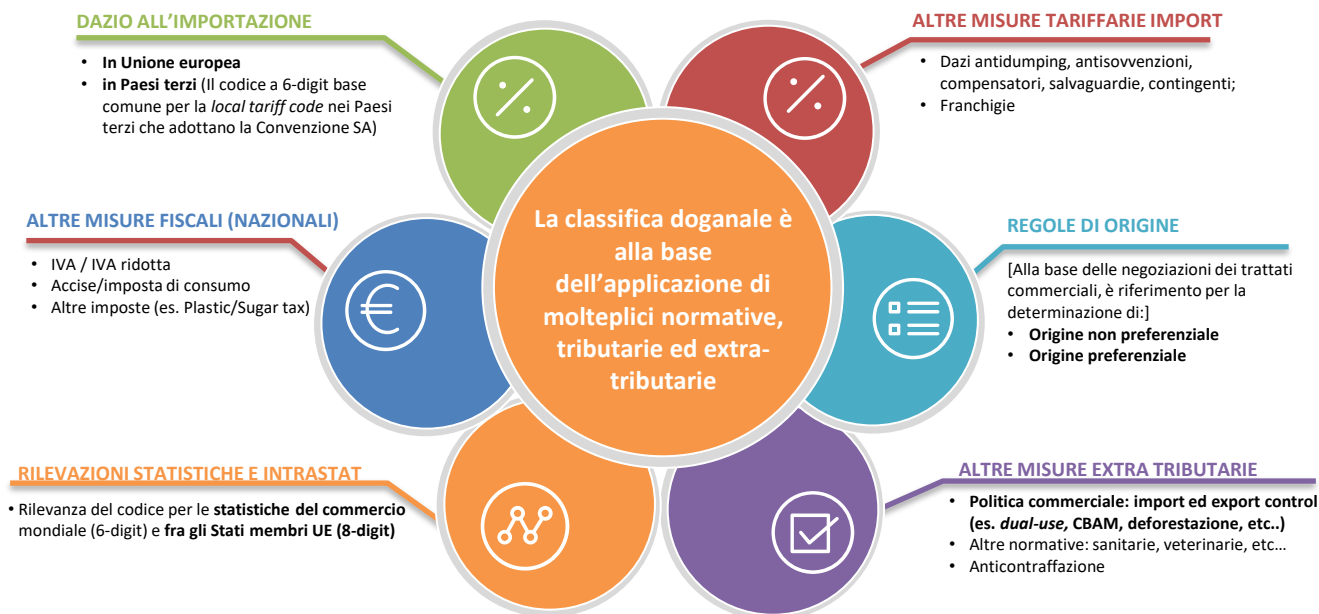 DAZIO ALL'IMPORTAZIONE
• In Unione europea
• in Paesi terzi (Il codice a 6-digit base
comune per la local tariff code nei Paesi
terzi che adottano la Convenzione SA)
ALTRE MISURE TARIFFARIE IMPORT
• Dazi antidumping, antisovvenzioni,
compensatori, salvaguardie, contingenti;
• Franchigie
ALTRE MISURE FISCALI (NAZIONALI)
• IVA / IVA ridotta
• Accise/imposta di consumo
• Altre imposte (es. Plastic/Sugar tax)
La classifica doganale è
alla base
dell'applicazione di
molteplici normative,
tributarie ed extra-
tributarie
REGOLE DI ORIGINE
[Alla base delle negoziazioni dei trattati
commerciali, è riferimento per la
determinazione di:]
• Origine non preferenziale
• Origine preferenziale
RILEVAZIONI STATISTICHE E INTRASTAT
• Rilevanza del codice per le statistiche del commercio
mondiale (6-digit) e fra gli Stati membri UE (8-digit)
ALTRE MISURE EXTRA TRIBUTARIE
• Politica commerciale: import ed export control
(es. dual-use, CBAM, deforestazione, etc..)
• Altre normative: sanitarie, veterinarie, etc…
• Anticontraffazione